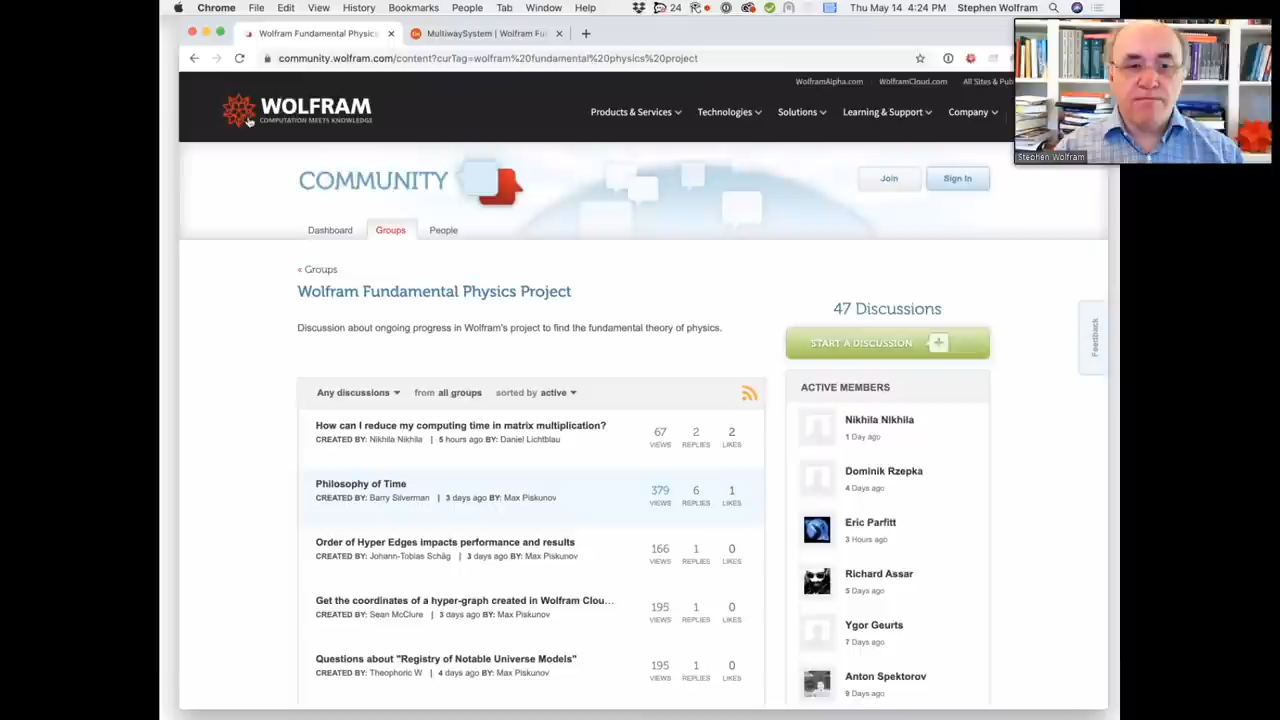 Chrome File Edit View History Bookmarks People Tab Window Help 24 Thu May 14 4:24 PM Stephen Wolfram
Wolfram Fundamental Physics MultiwaySystem | Wolfram Fu
community.wolfram.com/content?curTag=wolfram%20fundamental%20physics%20project
WolframAlpha.com WolframCloud.com All Sites & Pub
WOLFRAM
COMPUTATION MEETS KNOWLEDGE
Products & Services Technologies Solutions Learning & Support Company
Stephen Wolfram
COMMUNITY
Join Sign In
Dashboard Groups People
« Groups
Wolfram Fundamental Physics Project
Discussion about ongoing progress in Wolfram's project to find the fundamental theory of physics.
47 Discussions
START A DISCUSSION
Feedback
Any discussions from all groups sorted by active
How can I reduce my computing time in matrix multiplication?
CREATED BY: Nikhila Nikhila | 5 hours ago BY: Daniel Lichtblau
67 2 2
VIEWS REPLIES LIKES
Philosophy of Time
CREATED BY: Barry Silverman | 3 days ago BY: Max Piskunov
379 6 1
VIEWS REPLIES LIKES
Order of Hyper Edges impacts performance and results
CREATED BY: Johann-Tobias Schäg | 3 days ago BY: Max Piskunov
166 1 0
VIEWS REPLIES LIKES
Get the coordinates of a hyper-graph created in Wolfram Clou...
CREATED BY: Sean McClure | 3 days ago BY: Max Piskunov
195 1 0
VIEWS REPLIES LIKES
Questions about "Registry of Notable Universe Models"
CREATED BY: Theophoric W | 4 days ago BY: Max Piskunov
195 1 0
VIEWS REPLIES LIKES
ACTIVE MEMBERS
Nikhila Nikhila
1 Day ago
Dominik Rzepka
4 Days ago
Eric Parfitt
3 Hours ago
Richard Assar
5 Days ago
Ygor Geurts
7 Days ago
Anton Spektorov
9 Days ago